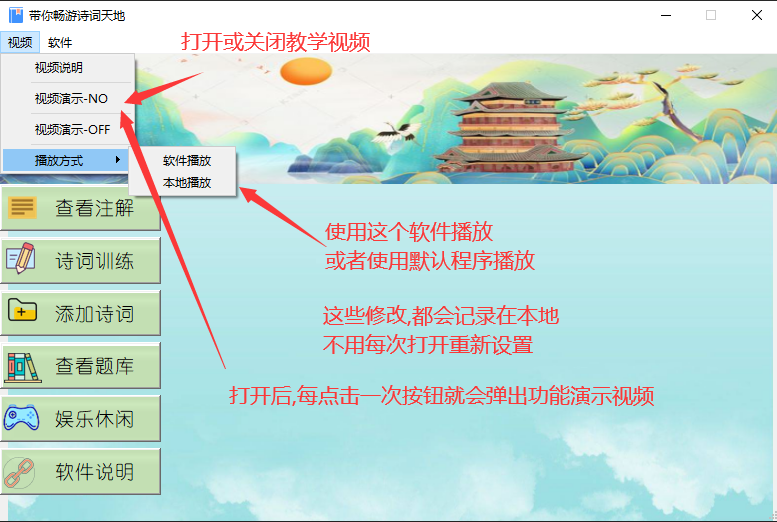 带你畅游诗词天地
视频 软件
打开或关闭教学视频
视频说明
视频演示-NO
视频演示-OFF
播放方式
软件播放
本地播放
查看注解
诗词训练
添加诗词
查看题库
娱乐休闲
软件说明
使用这个软件播放
或者使用默认程序播放
这些修改,都会记录在本地
不用每次打开重新设置
打开后,每点击一次按钮就会弹出功能演示视频